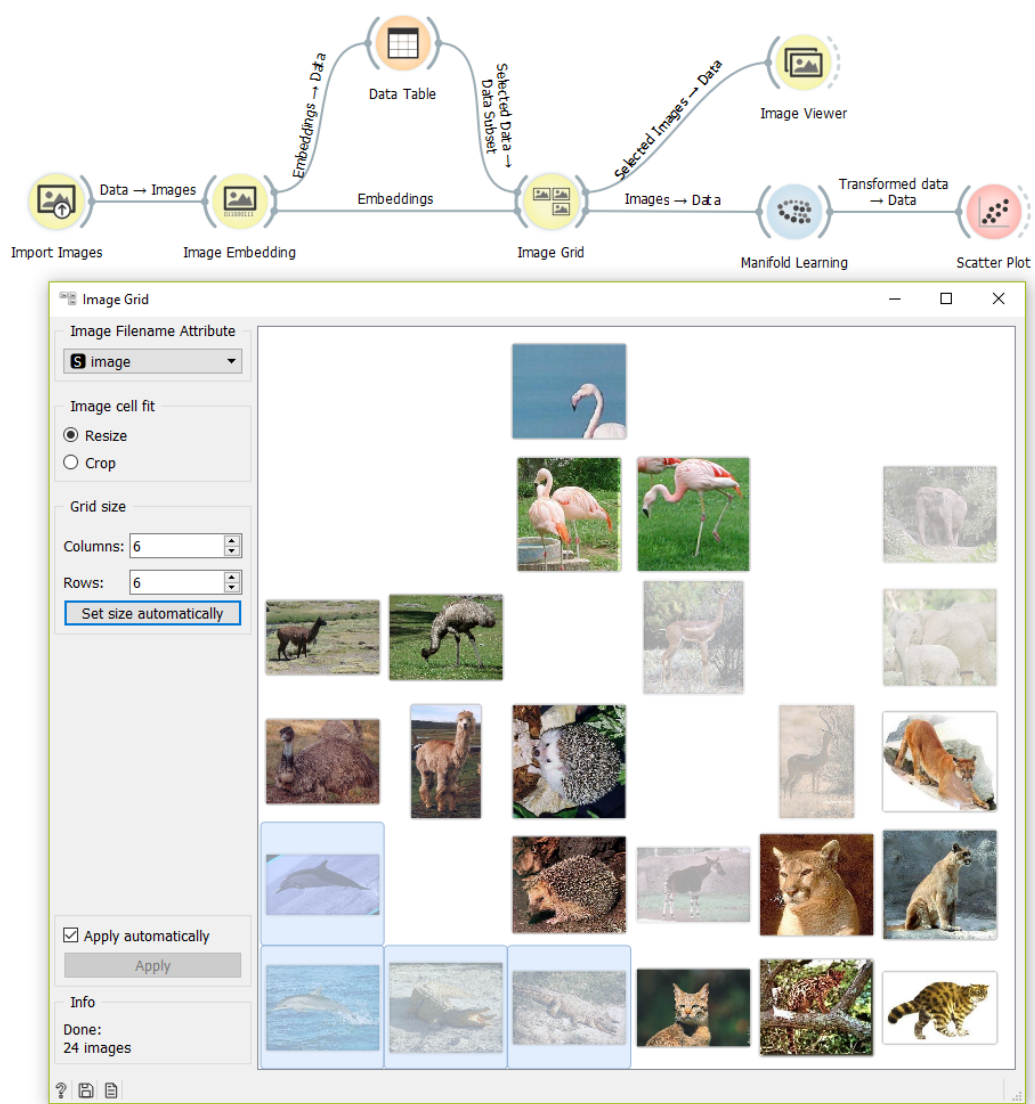 Data Table
Embeddings → Data
Selected Data →
Data Subset
Selected Images → Data
Image Viewer
Data → Images
Embeddings
Images → Data
Transformed data
→ Data
Import Images
Image Embedding
011000111
Image Grid
Manifold Learning
Scatter Plot
Image Grid
Image Filename Attribute
S image
Image cell fit
Resize
Crop
Grid size
Columns: 6
Rows: 6
Set size automatically
Apply automatically
Apply
Info
Done:
24 images
?